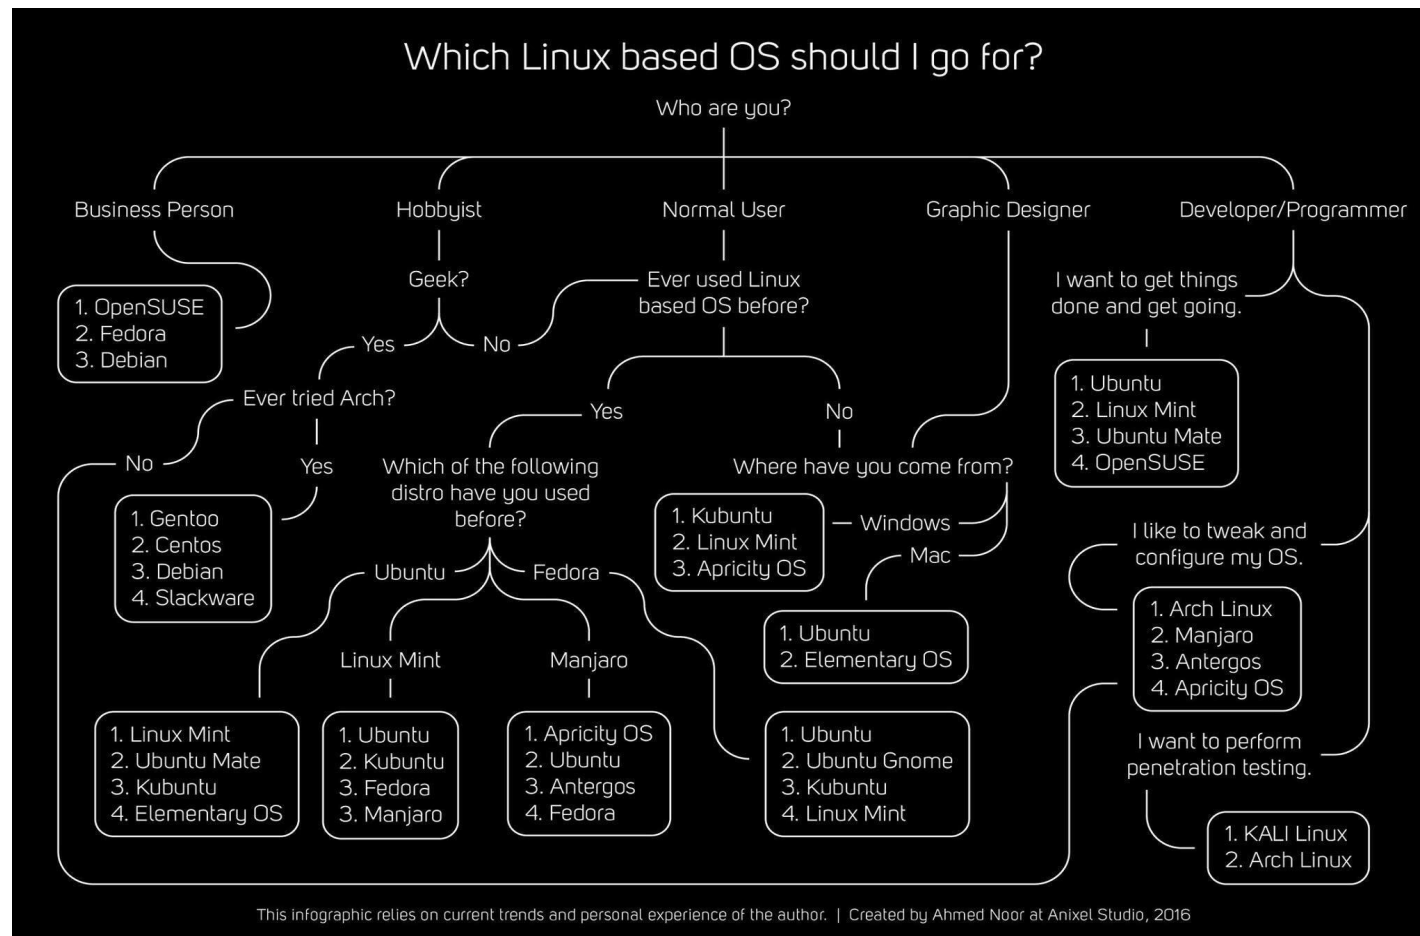 Which Linux based OS should I go for?
Who are you?
Business Person
Hobbyist
Normal User
Graphic Designer
Developer/Programmer
1. OpenSUSE
2. Fedora
3. Debian
Geek?
Yes
No
Ever used Linux
based OS before?
I want to get things
done and get going.
1. Ubuntu
2. Linux Mint
3. Ubuntu Mate
4. OpenSUSE
Ever tried Arch?
No
Yes
1. Gentoo
2. Centos
3. Debian
4. Slackware
Yes
No
Which of the following
distro have you used
before?
Where have you come from?
Windows
1. Kubuntu
2. Linux Mint
3. Apricity OS
Mac
1. Ubuntu
2. Elementary OS
Ubuntu
Fedora
Linux Mint
Manjaro
1. Linux Mint
2. Ubuntu Mate
3. Kubuntu
4. Elementary OS
1. Ubuntu
2. Kubuntu
3. Fedora
3. Manjaro
1. Apricity OS
2. Ubuntu
3. Antergos
4. Fedora
1. Ubuntu
2. Ubuntu Gnome
3. Kubuntu
4. Linux Mint
I like to tweak and
configure my OS.
1. Arch Linux
2. Manjaro
3. Antergos
4. Apricity OS
I want to perform
penetration testing.
1. KALI Linux
2. Arch Linux
This infographic relies on current trends and personal experience of the author. | Created by Ahmed Noor at Anixel Studio, 2016